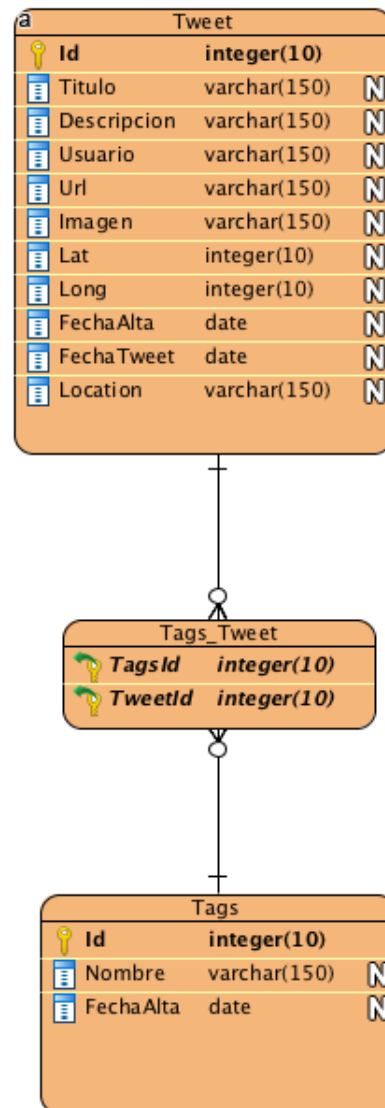 a
Tweet
Id integer(10)
Titulo varchar(150) N
Descripcion varchar(150) N
Usuario varchar(150) N
Url varchar(150) N
Imagen varchar(150) N
Lat integer(10) N
Long integer(10) N
FechaAlta date N
FechaTweet date N
Location varchar(150) N
Tags_Tweet
TagsId integer(10)
TweetId integer(10)
Tags
Id integer(10)
Nombre varchar(150) N
FechaAlta date N